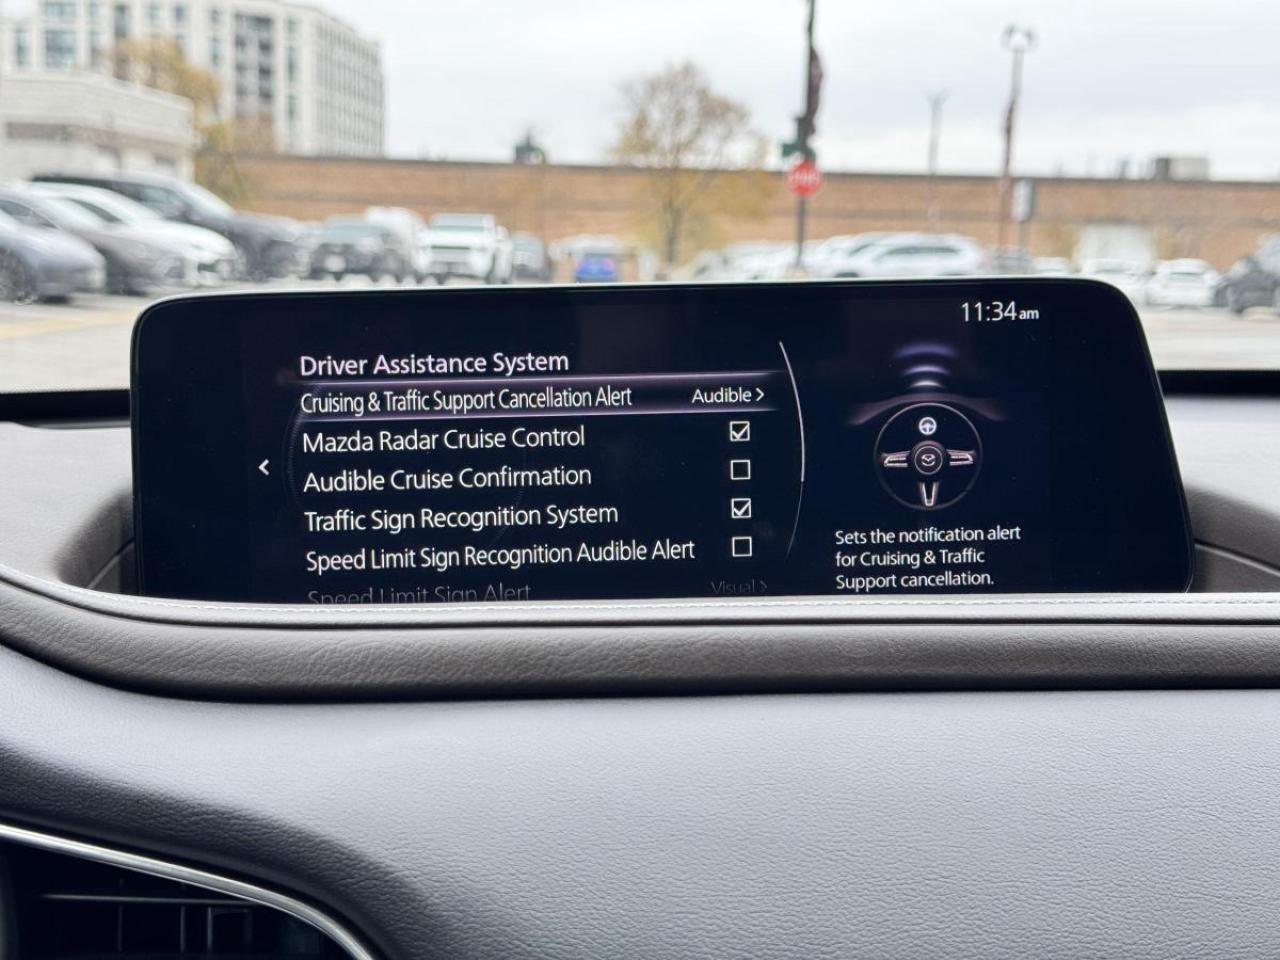 11:34am
Driver Assistance System
Cruising & Traffic Support Cancellation Alert Audible >
Mazda Radar Cruise Control
Audible Cruise Confirmation
Traffic Sign Recognition System
Speed Limit Sign Recognition Audible Alert
Speed Limit Sign Alert Visual >
Sets the notification alert
for Cruising & Traffic
Support cancellation.